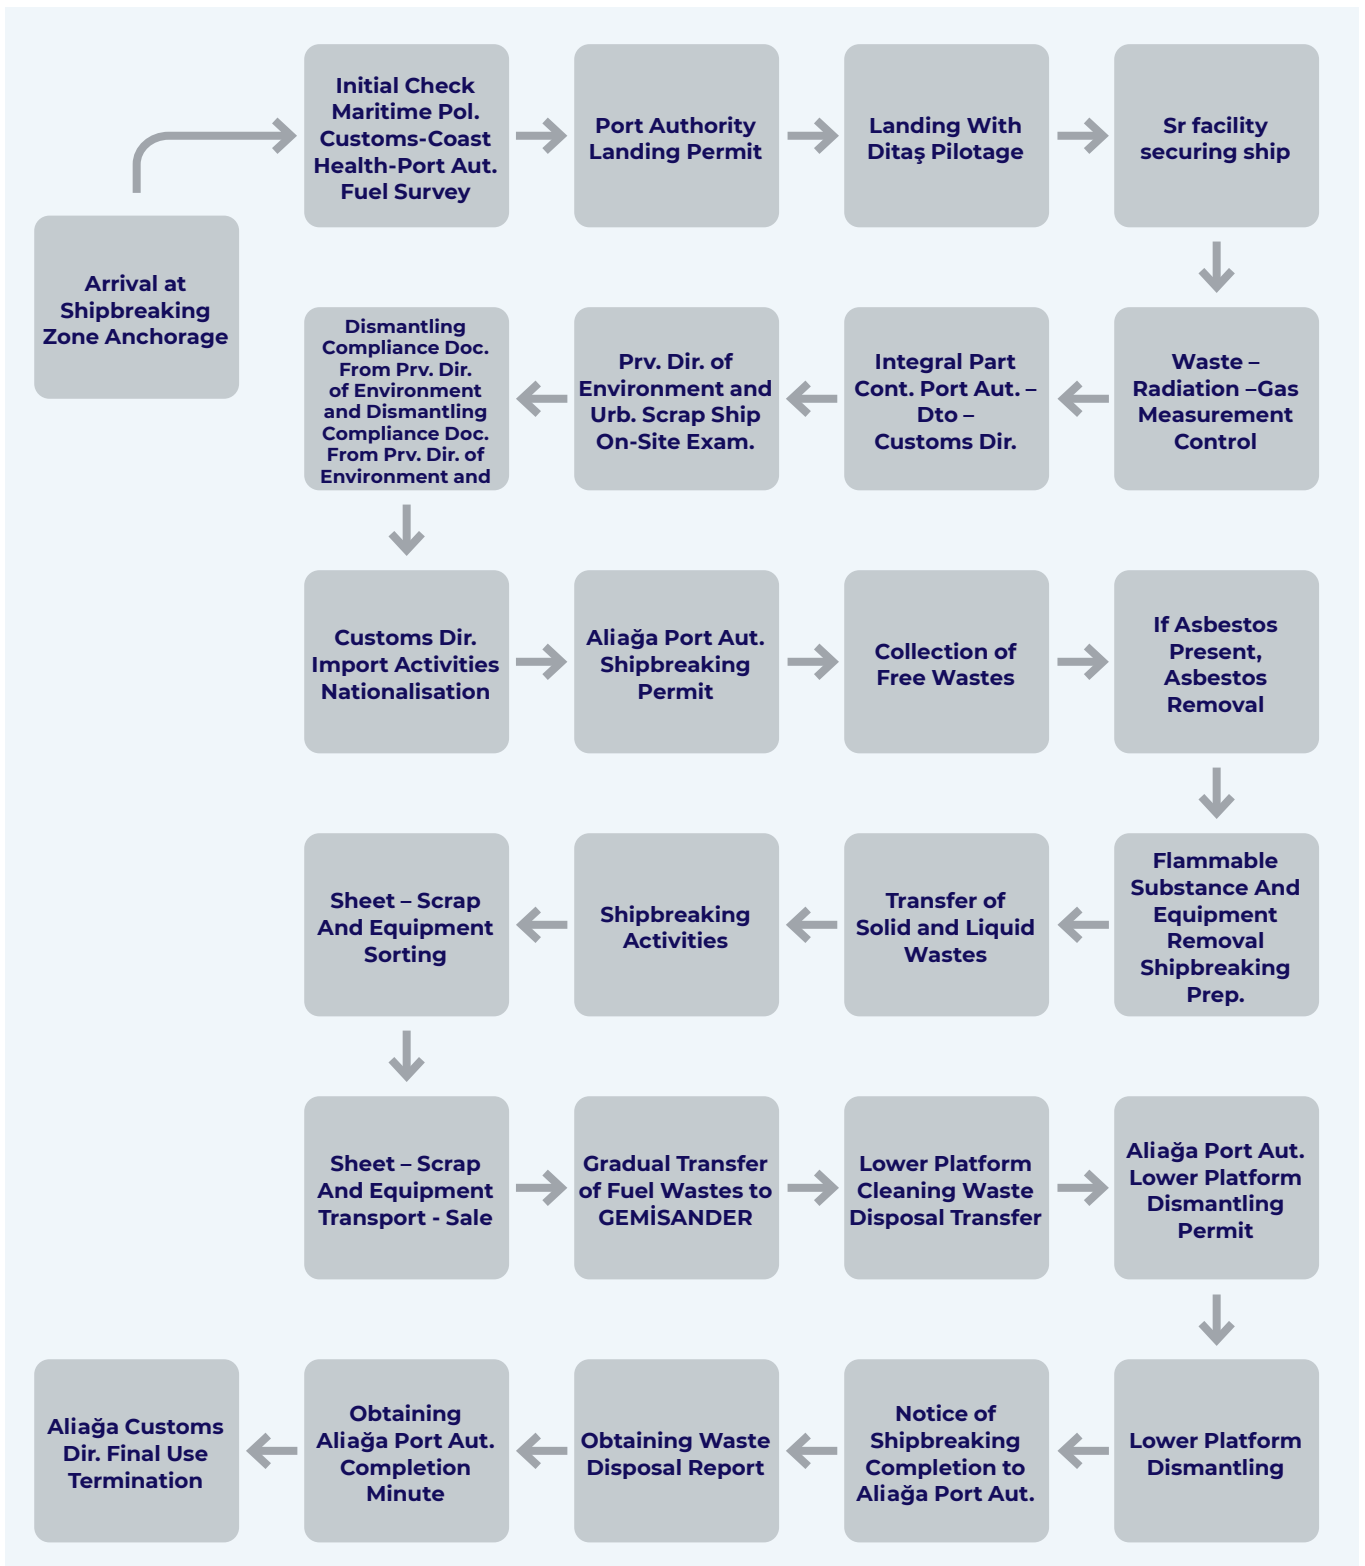 Arrival at
Shipbreaking
Zone Anchorage
Initial Check
Maritime Pol.
Customs-Coast
Health-Port Aut.
Fuel Survey
Port Authority
Landing Permit
Landing With
Ditaş Pilotage
Sr facility
securing ship
Waste –
Radiation –Gas
Measurement
Control
Integral Part
Cont. Port Aut. –
Dto –
Customs Dir.
Prv. Dir. of
Environment and
Urb. Scrap Ship
On-Site Exam.
Dismantling
Compliance Doc.
From Prv. Dir.
of Environment
and Dismantling
Compliance Doc.
From Prv. Dir. of
Environment and
Customs Dir.
Import Activities
Nationalisation
Aliağa Port Aut.
Shipbreaking
Permit
Collection of
Free Wastes
If Asbestos
Present,
Asbestos
Removal
Flammable
Substance And
Equipment
Removal
Shipbreaking
Prep.
Transfer of
Solid and Liquid
Wastes
Shipbreaking
Activities
Sheet – Scrap
And Equipment
Sorting
Sheet – Scrap
And Equipment
Transport - Sale
Gradual Transfer
of Fuel Wastes to
GEMİSANDER
Lower Platform
Cleaning Waste
Disposal Transfer
Aliağa Port Aut.
Lower Platform
Dismantling
Permit
Lower Platform
Dismantling
Notice of
Shipbreaking
Completion to
Aliağa Port Aut.
Obtaining Waste
Disposal Report
Obtaining
Aliağa Port Aut.
Completion
Minute
Aliağa Customs
Dir. Final Use
Termination